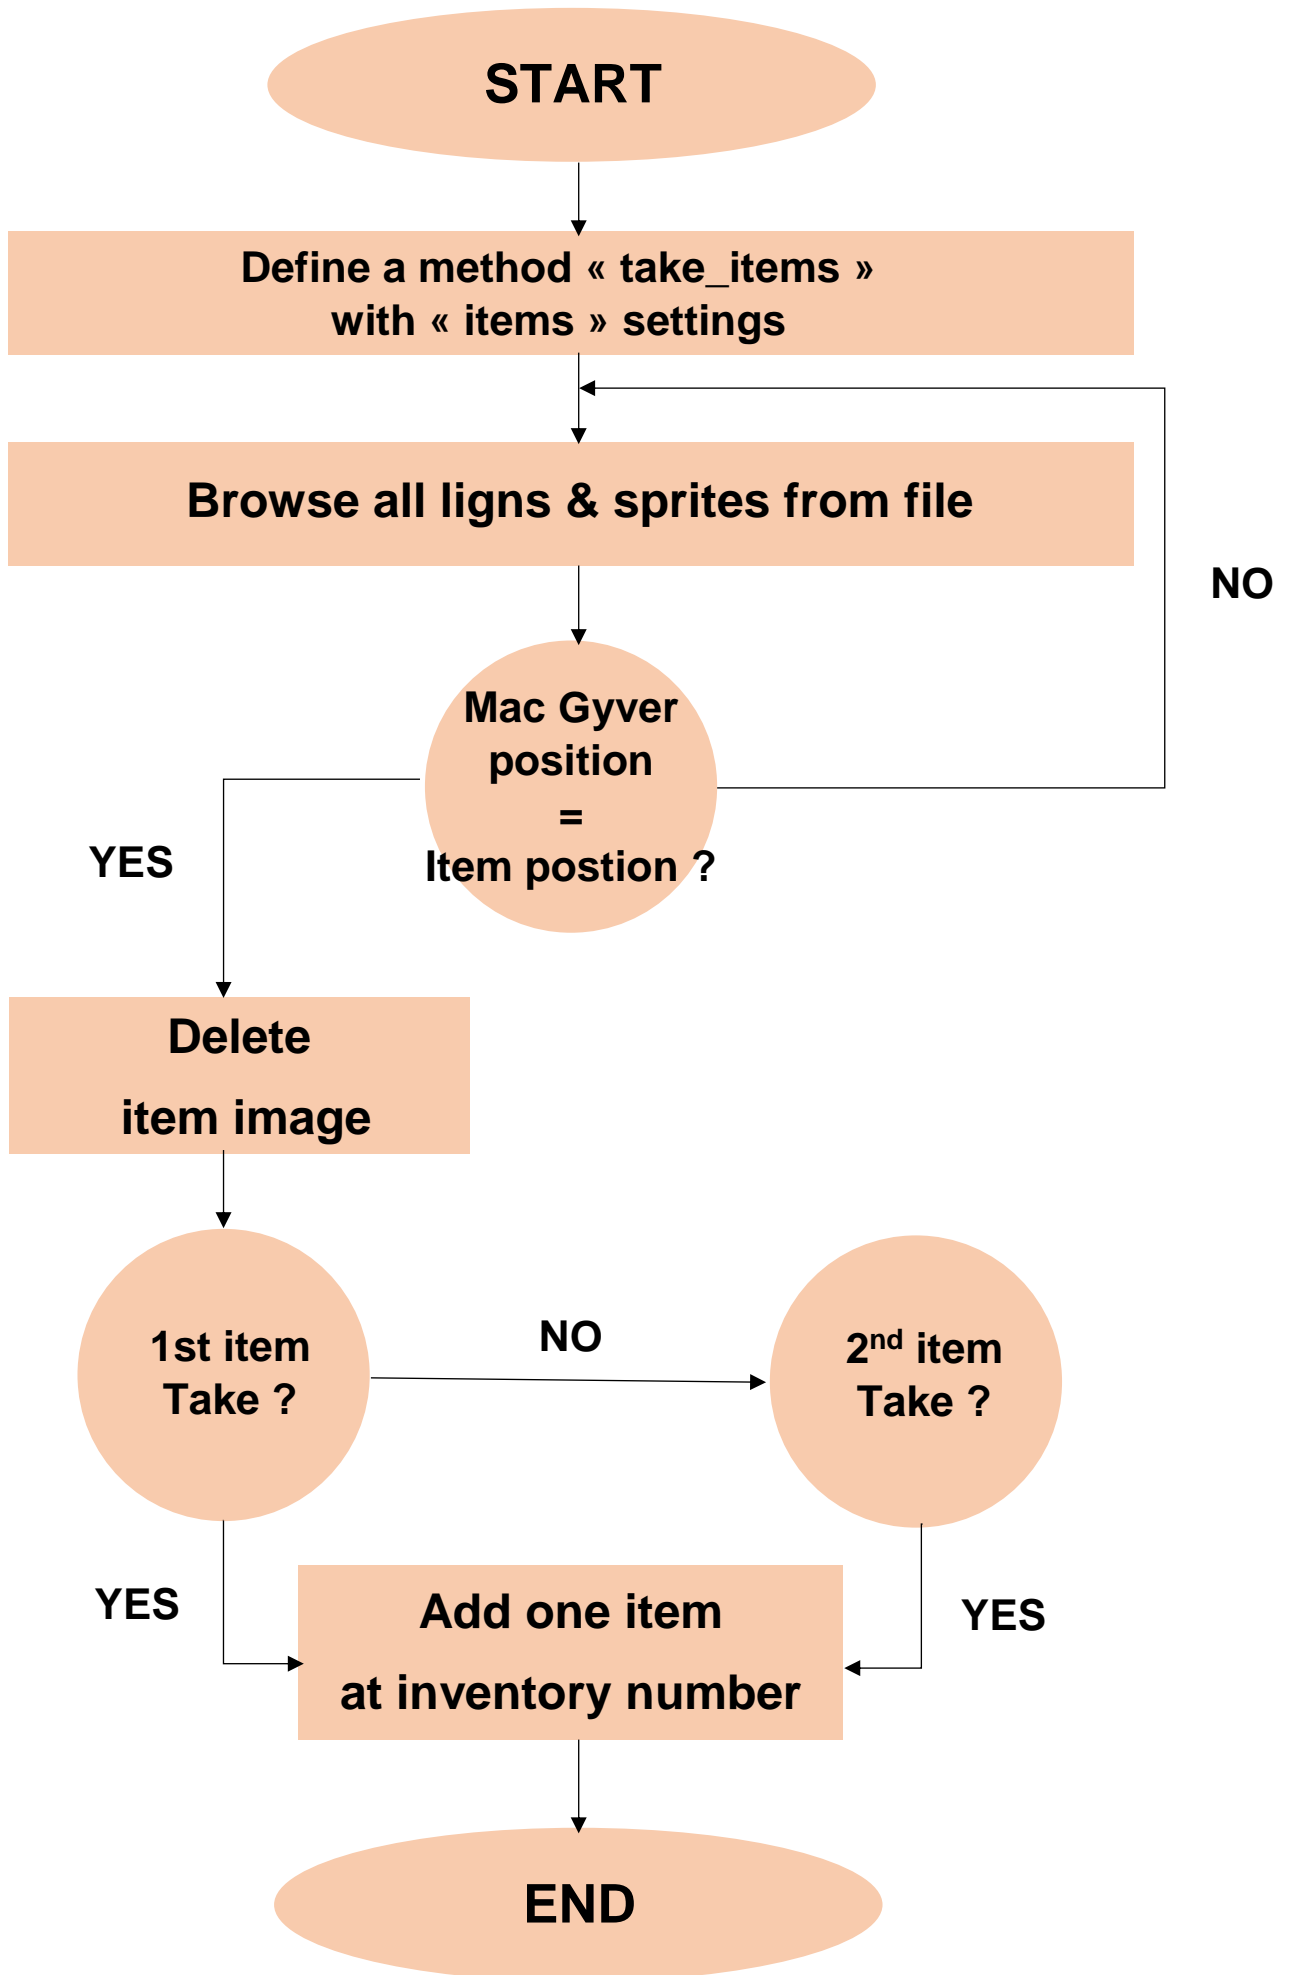 START
Define a method « take_items »
with « items » settings
Browse all ligns & sprites from file
NO
Mac Gyver
position
=
Item postion ?
YES
Delete
item image
1st item
Take ?
NO
2nd item
Take ?
YES
Add one item
at inventory number
YES
END